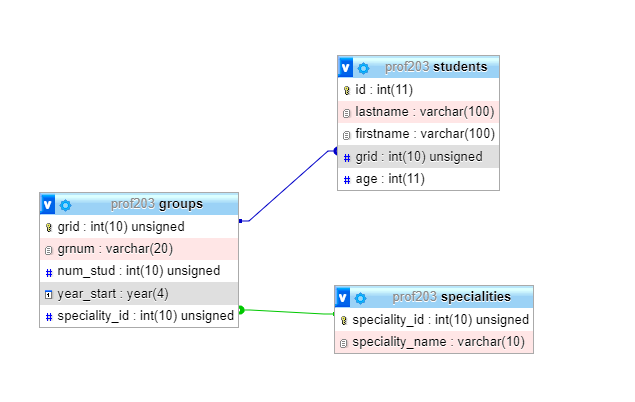 v prof203 students
id : int(11)
lastname : varchar(100)
firstname : varchar(100)
# grid : int(10) unsigned
# age : int(11)
v prof203 groups
grid : int(10) unsigned
grnum : varchar(20)
# num_stud : int(10) unsigned
year_start : year(4)
# speciality_id : int(10) unsigned
v prof203 specialities
speciality_id : int(10) unsigned
speciality_name : varchar(10)